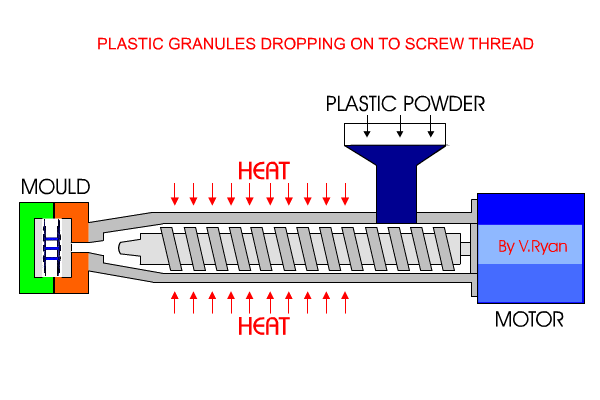 PLASTIC GRANULES DROPPING ON TO SCREW THREAD
PLASTIC POWDER
HEAT
MOULD
By V.Ryan
HEAT
MOTOR